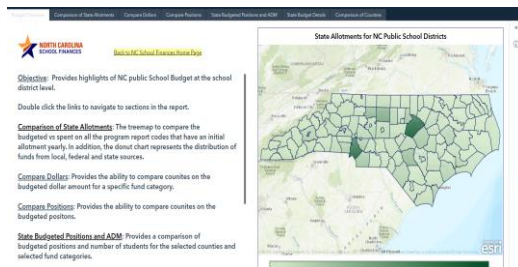 Comparison of State Allotments Compare Dollars Compare Positions State Budgeted Positions and ADM State Budget Details Comparison of Counties
NORTH CAROLINA
SCHOOL FINANCES
Back to NC School Finances Home Page
State Allotments for NC Public School Districts
Objective: Provides highlights of NC public School Budget at the school
district level.
Double click the links to navigate to sections in the report.
Comparison of State Allotments: The treemap to compare the
budgeted vs spent on all the program report codes that have an initial
allotment yearly. In addition, the donut chart represents the distribution of
funds from local, federal and state sources.
Compare Dollars: Provides the ability to compare counites on the
budgeted dollar amount for a specific fund category.
Compare Positions: Provides the ability to compare counites on the
budgeted positons.
State Budgeted Positions and ADM: Provides a comparison of
budgeted positions and number of students for the selected counties and
selected fund categories.
esri